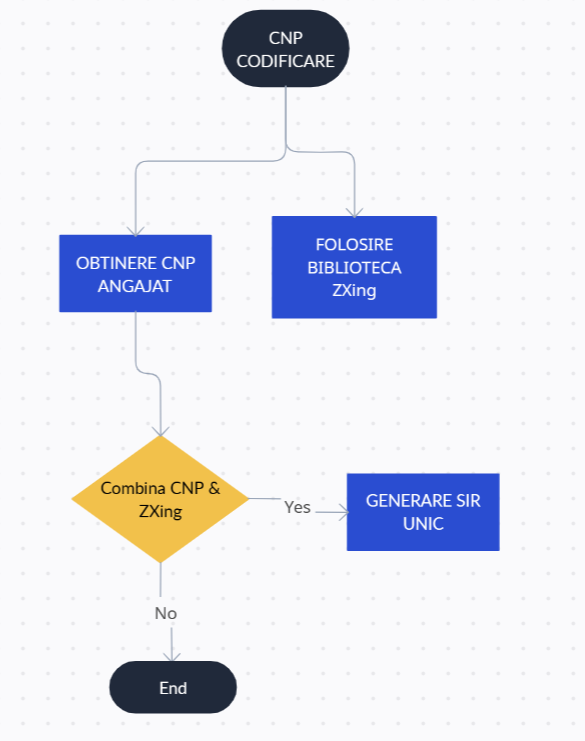 CNP
CODIFICARE
OBTINERE CNP
ANGAJAT
FOLOSIRE
BIBLIOTECA
ZXing
Combina CNP &
ZXing
Yes
GENERARE SIR
UNIC
No
End